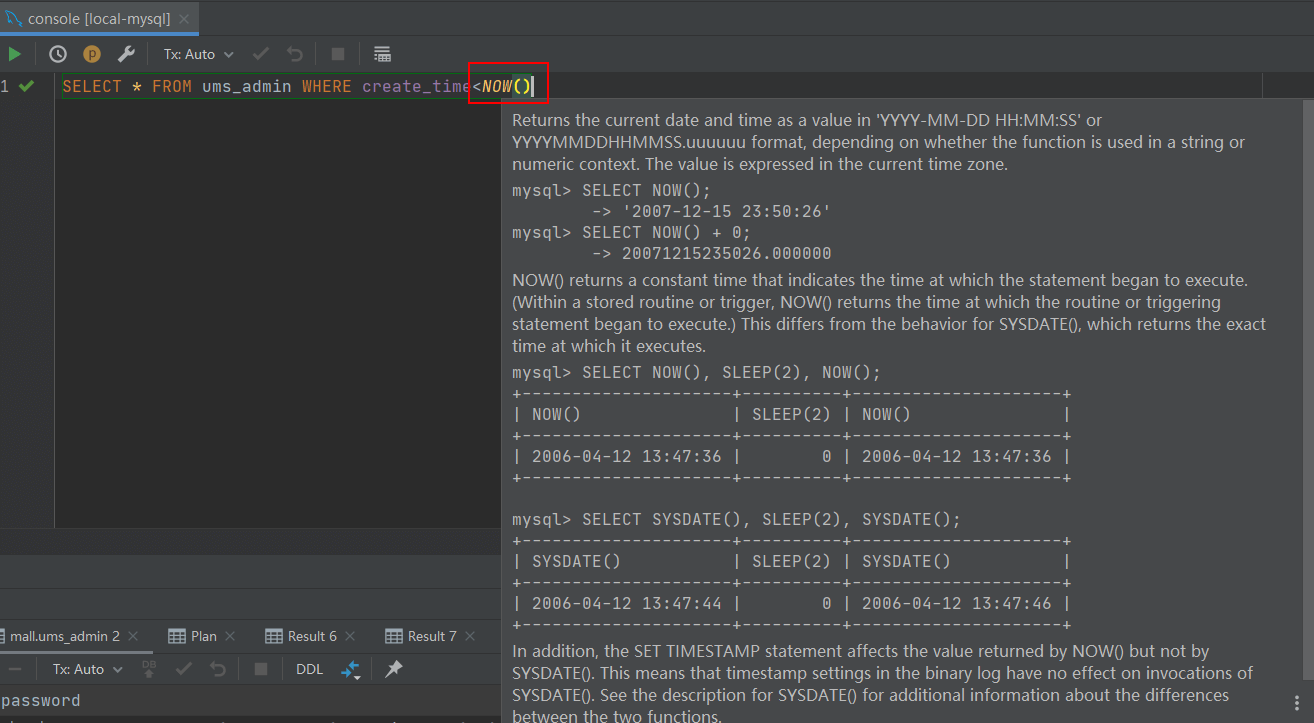 console [local-mysql]
Tx: Auto
1 SELECT * FROM ums_admin WHERE create_time<NOW()
Returns the current date and time as a value in 'YYYY-MM-DD HH:MM:SS' or
YYYYMMDDHHMMSS.uuuuuu format, depending on whether the function is used in a string or
numeric context. The value is expressed in the current time zone.
mysql> SELECT NOW();
        -> '2007-12-15 23:50:26'
mysql> SELECT NOW() + 0;
        -> 20071215235026.000000
NOW() returns a constant time that indicates the time at which the statement began to execute.
(Within a stored routine or trigger, NOW() returns the time at which the routine or triggering
statement began to execute.) This differs from the behavior for SYSDATE(), which returns the exact
time at which it executes.
mysql> SELECT NOW(), SLEEP(2), NOW();
+---------------------+----------+---------------------+
| NOW()               | SLEEP(2) | NOW()               |
+---------------------+----------+---------------------+
| 2006-04-12 13:47:36 |        0 | 2006-04-12 13:47:36 |
+---------------------+----------+---------------------+
mysql> SELECT SYSDATE(), SLEEP(2), SYSDATE();
+---------------------+----------+---------------------+
| SYSDATE()           | SLEEP(2) | SYSDATE()           |
+---------------------+----------+---------------------+
| 2006-04-12 13:47:44 |        0 | 2006-04-12 13:47:46 |
+---------------------+----------+---------------------+
In addition, the SET TIMESTAMP statement affects the value returned by NOW() but not by
SYSDATE(). This means that timestamp settings in the binary log have no effect on invocations of
SYSDATE(). See the description for SYSDATE() for additional information about the differences
between the two functions.
mall.ums_admin 2 Plan Result 6 Result 7
Tx: Auto DB DDL
password